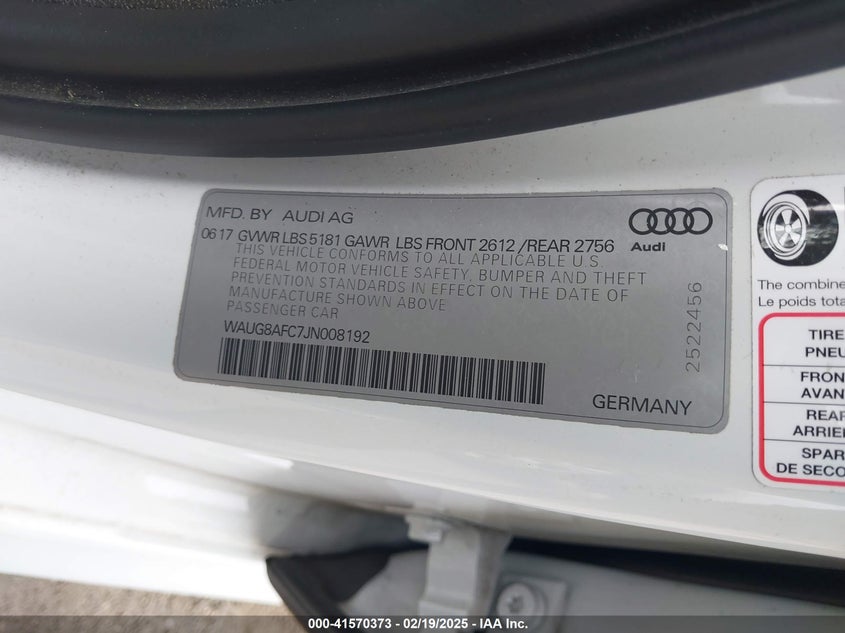 MFD. BY AUDI AG
0617 GVWR LBS 5181 GAWR LBS FRONT 2612 /REAR 2756
THIS VEHICLE CONFORMS TO ALL APPLICABLE U.S.
FEDERAL MOTOR VEHICLE SAFETY, BUMPER AND THEFT
PREVENTION STANDARDS IN EFFECT ON THE DATE OF
MANUFACTURE SHOWN ABOVE
PASSENGER CAR
WAUG8AFC7JN008192
Audi
2522456
GERMANY
The combine
Le poids tota
TIRE
PNEU
FRON
AVAN
REAR
ARRIE
SPAR
DE SECO
000-41570373 - 02/19/2025 - IAA Inc.